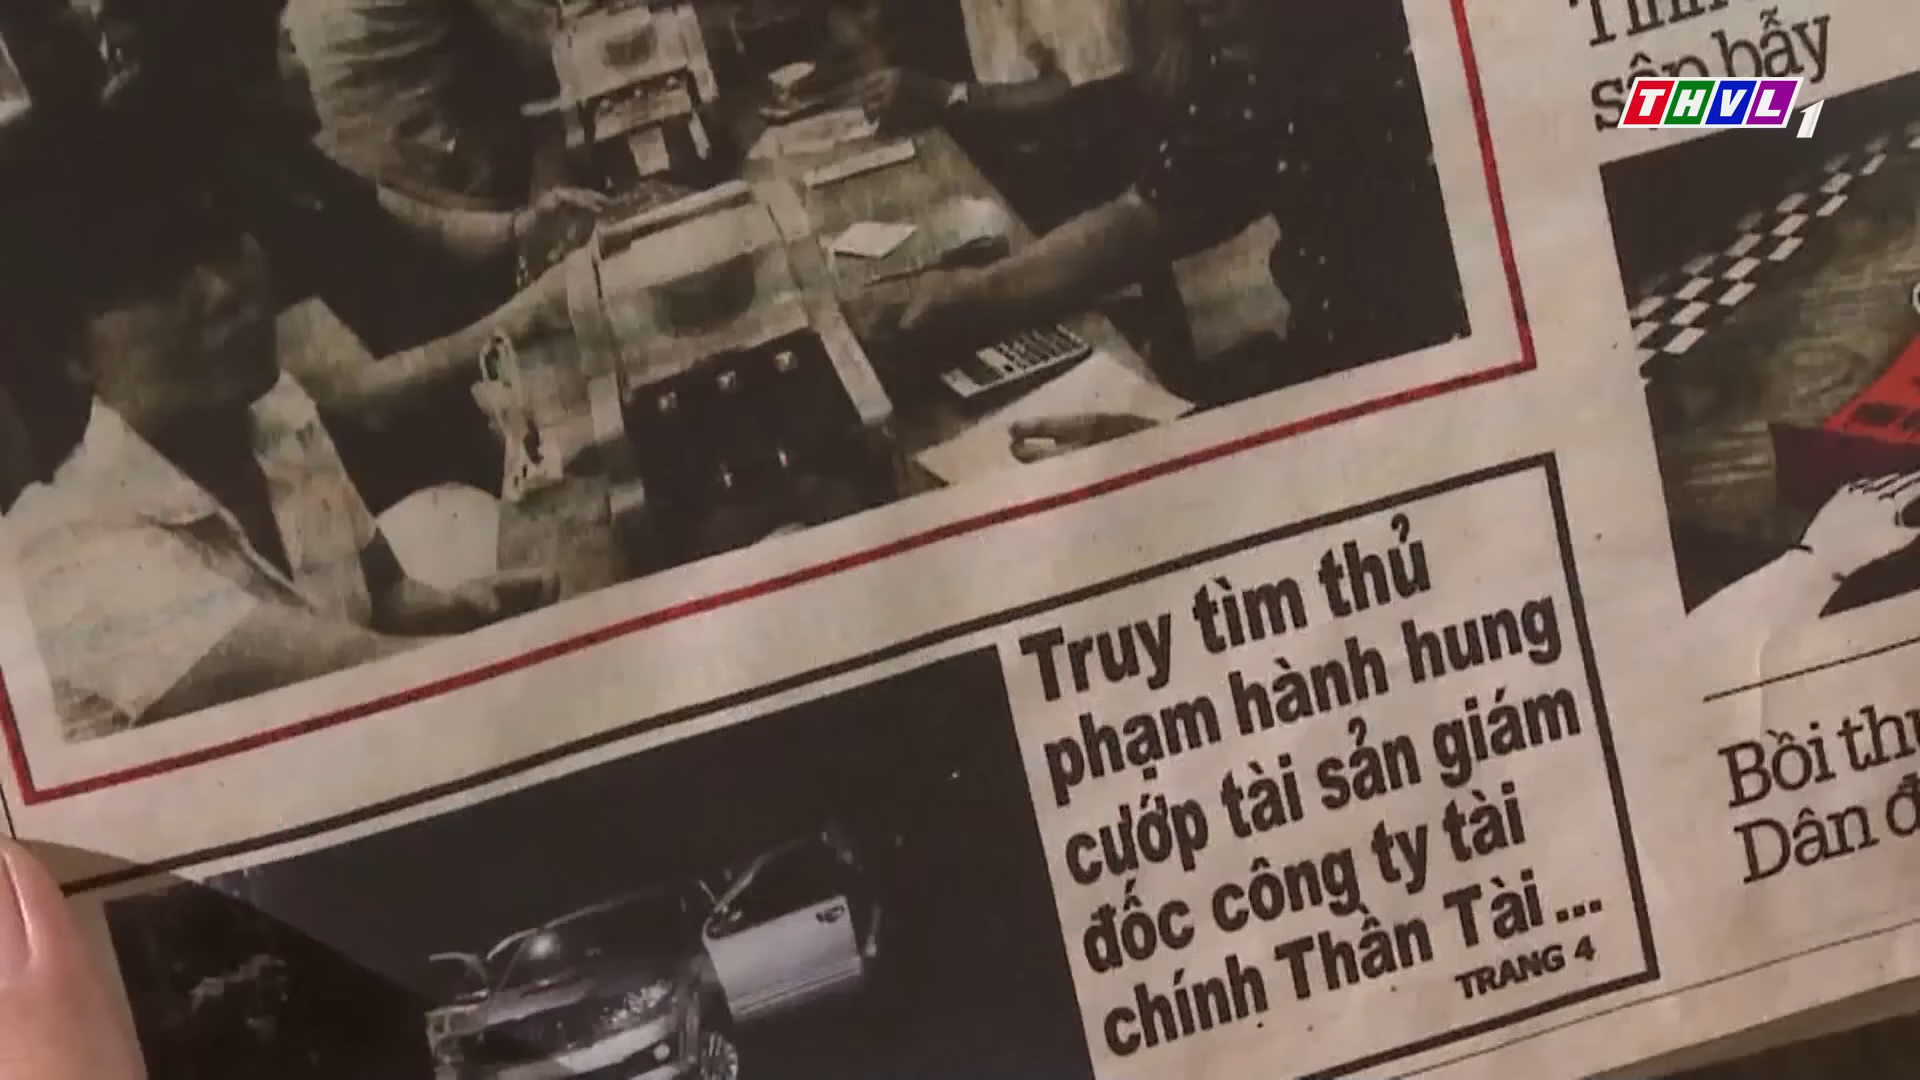 sập bẫy
THVL1
Truy tìm thủ
phạm hành hung
cướp tài sản giám
đốc công ty tài
chính Thần Tài...
TRANG 4
Bồi
Dân